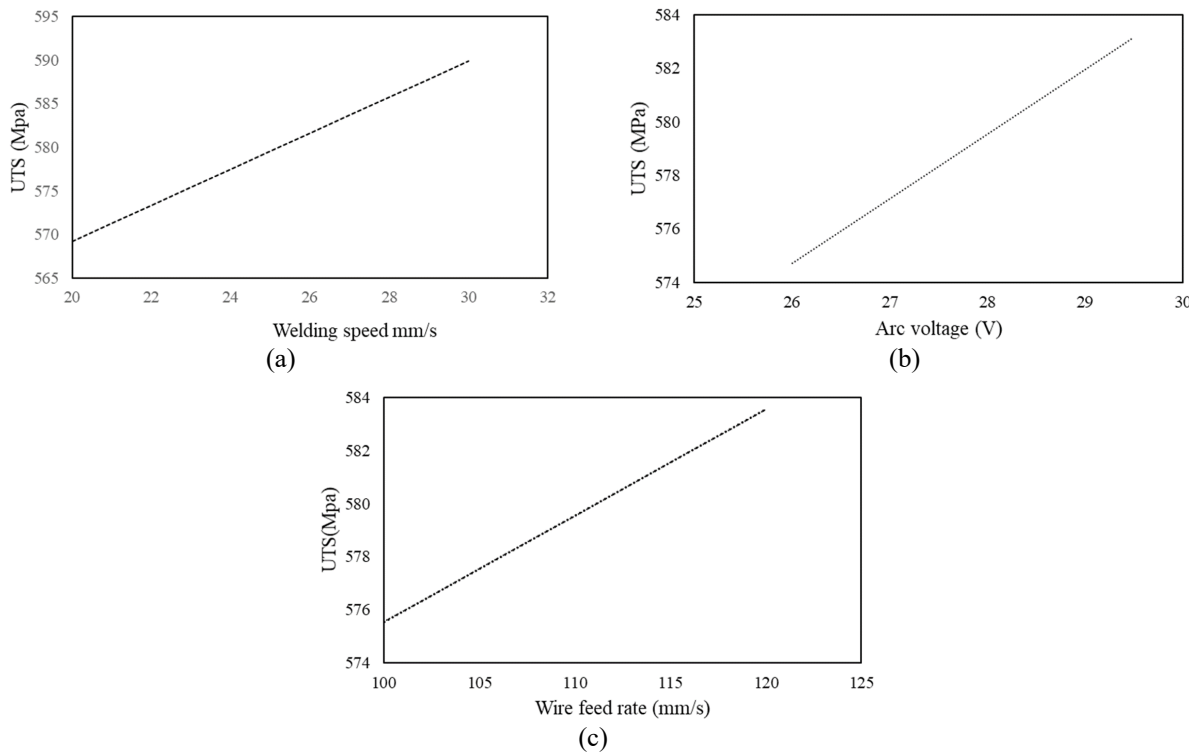 595
590
585
580
575
570
565
UTS (Mpa)
20 22 24 26 28 30 32
Welding speed mm/s
(a)
584
582
580
578
576
574
UTS (MPa)
25 26 27 28 29 30
Arc voltage (V)
(b)
584
582
580
578
576
574
UTS(Mpa)
100 105 110 115 120 125
Wire feed rate (mm/s)
(c)